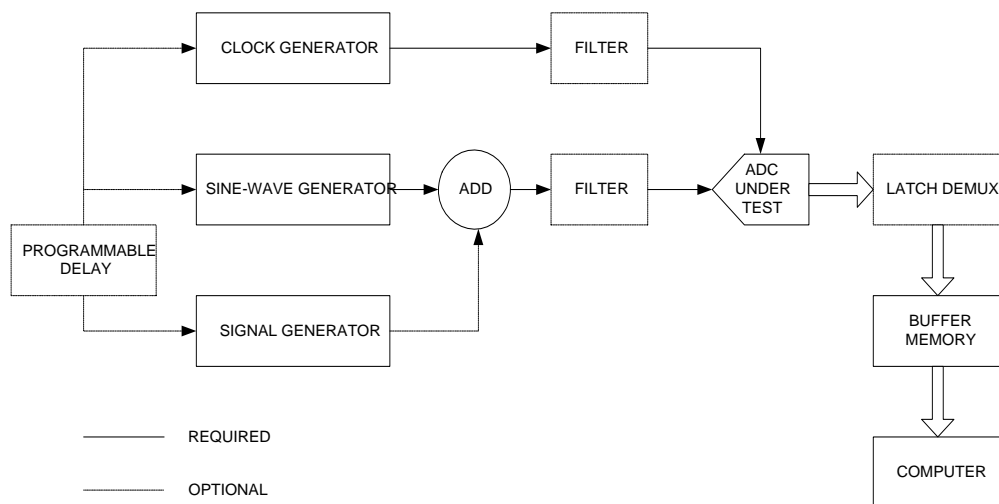 CLOCK GENERATOR
FILTER
SINE-WAVE GENERATOR
ADD
FILTER
ADC
UNDER
TEST
LATCH DEMUX
PROGRAMMABLE
DELAY
SIGNAL GENERATOR
BUFFER
MEMORY
REQUIRED
COMPUTER
OPTIONAL